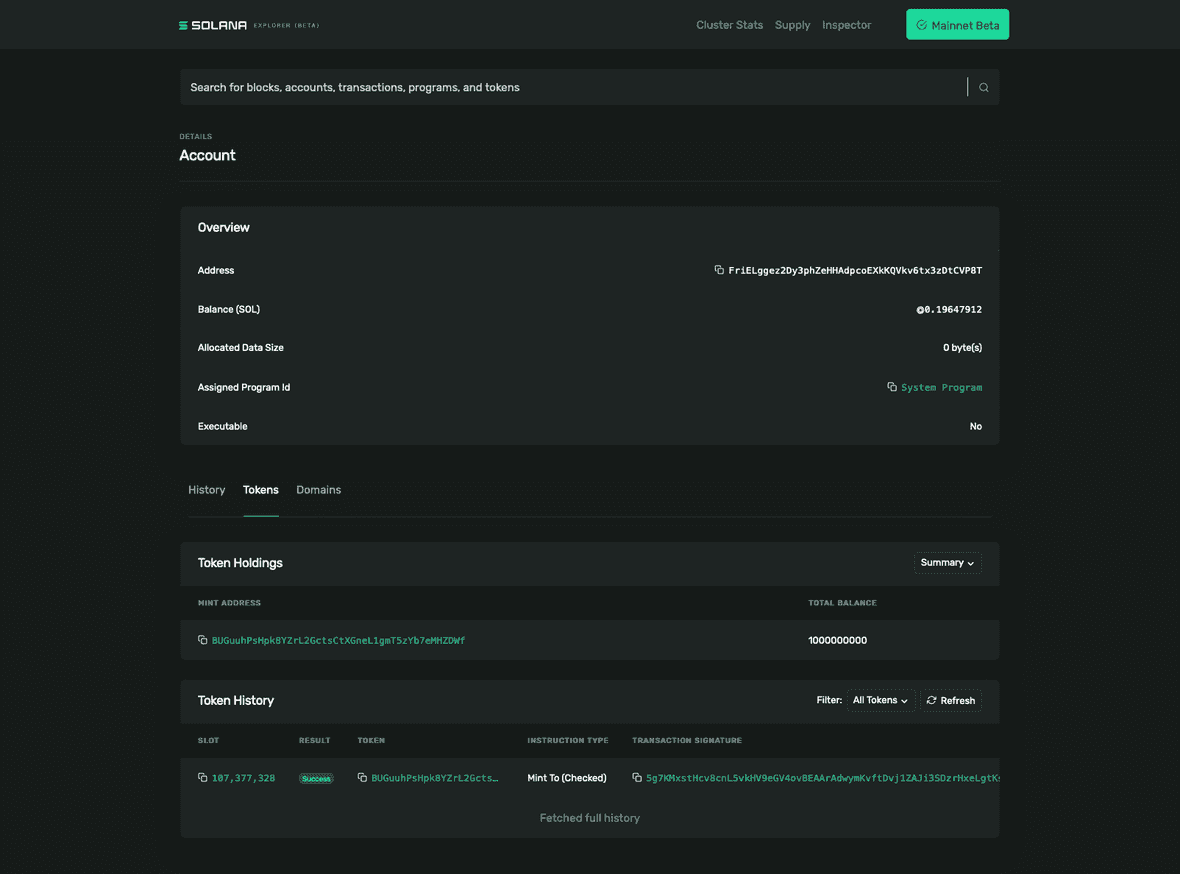 SOLANA EXPLORER (BETA)
Cluster Stats Supply Inspector Mainnet Beta
Search for blocks, accounts, transactions, programs, and tokens
DETAILS
Account
Overview
Address FriELggez2Dy3phZeHHAdpcoEXkKQVkv6tx3zDtCVP8T
Balance (SOL) ◎0.19647912
Allocated Data Size 0 byte(s)
Assigned Program Id System Program
Executable No
History Tokens Domains
Token Holdings Summary
MINT ADDRESS TOTAL BALANCE
BUGuuhPsHpk8YZrL2GctsCtXGneL1gmT5zYb7eMHZDWf 1000000000
Token History Filter: All Tokens Refresh
SLOT RESULT TOKEN INSTRUCTION TYPE TRANSACTION SIGNATURE
107,377,328 Success BUGuuhPsHpk8YZrL2Gcts… Mint To (Checked) 5g7KMxstHcv8cnL5vkHV9eGV4ovBEAArAdwymKvftDvj1ZAJi3SDzrHxeLgtKs
Fetched full history